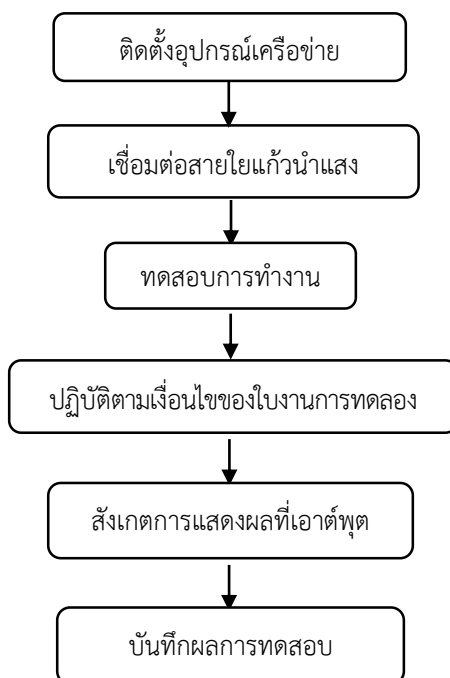 ติดตั้งอุปกรณ์เครือข่าย
เชื่อมต่อสายใยแก้วนำแสง
ทดสอบการทำงาน
ปฏิบัติตามเงื่อนไขของใบงานการทดลอง
สังเกตการแสดงผลที่เอาต์พุต
บันทึกผลการทดสอบ